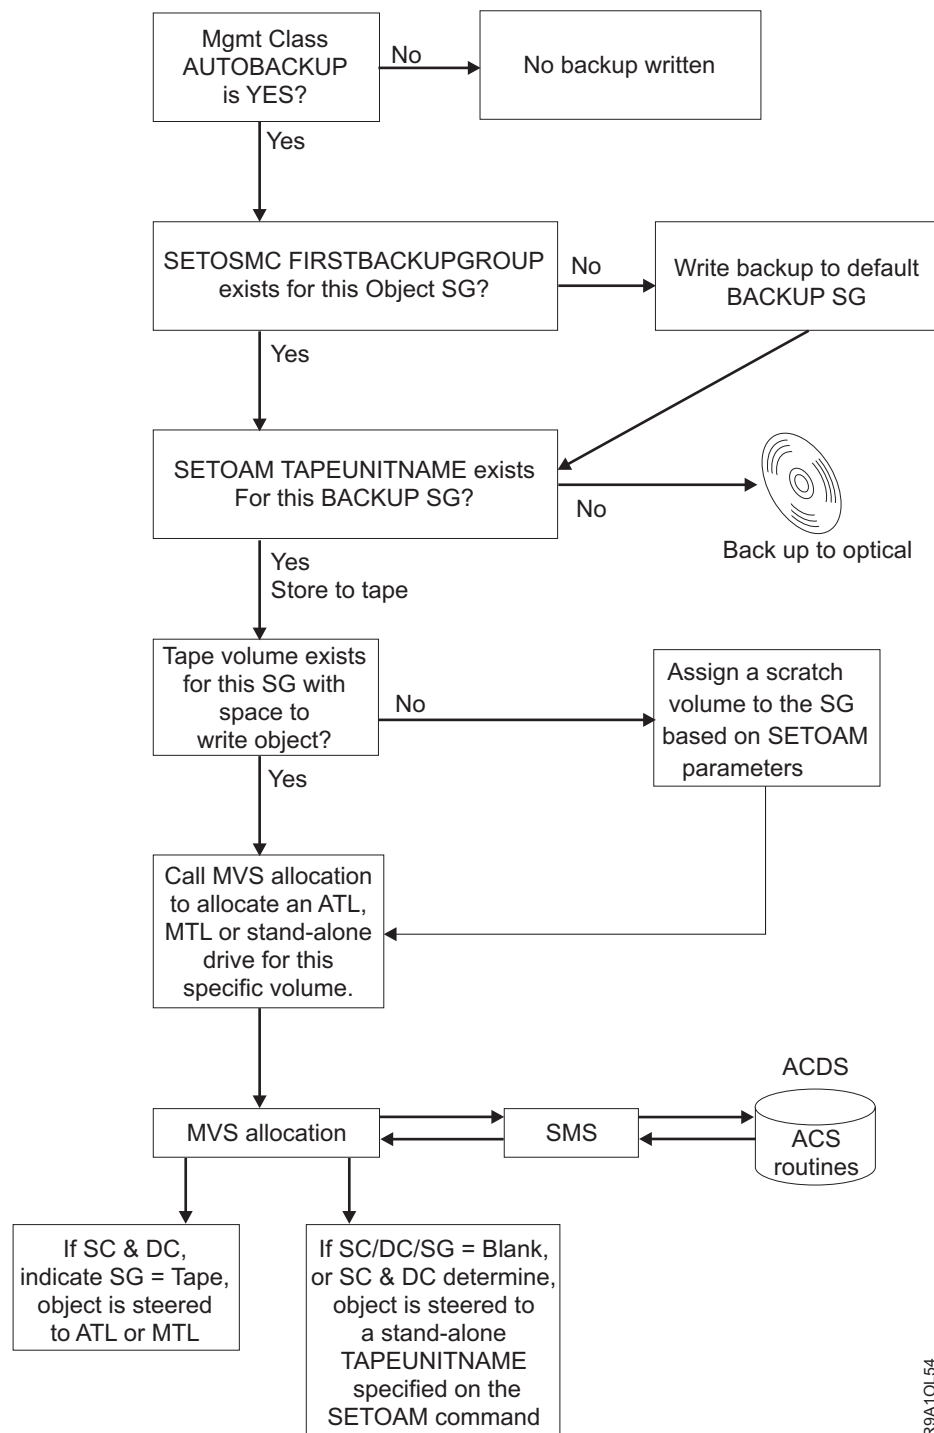 Mgmt Class
AUTOBACKUP
is YES?
No
No backup written
Yes
SETOSMC FIRSTBACKUPGROUP
exists for this Object SG?
No
Write backup to default
BACKUP SG
Yes
SETOAM TAPEUNITNAME exists
For this BACKUP SG?
No
Back up to optical
Yes
Store to tape
Tape volume exists
for this SG with
space to
write object?
No
Assign a scratch
volume to the SG
based on SETOAM
parameters
Yes
Call MVS allocation
to allocate an ATL,
MTL or stand-alone
drive for this
specific volume.
ACDS
MVS allocation
SMS
ACS
routines
If SC & DC,
indicate SG = Tape,
object is steered
to ATL or MTL
If SC/DC/SG = Blank,
or SC & DC determine,
object is steered to
a stand-alone
TAPEUNITNAME
specified on the
SETOAM command
R9A1OL54